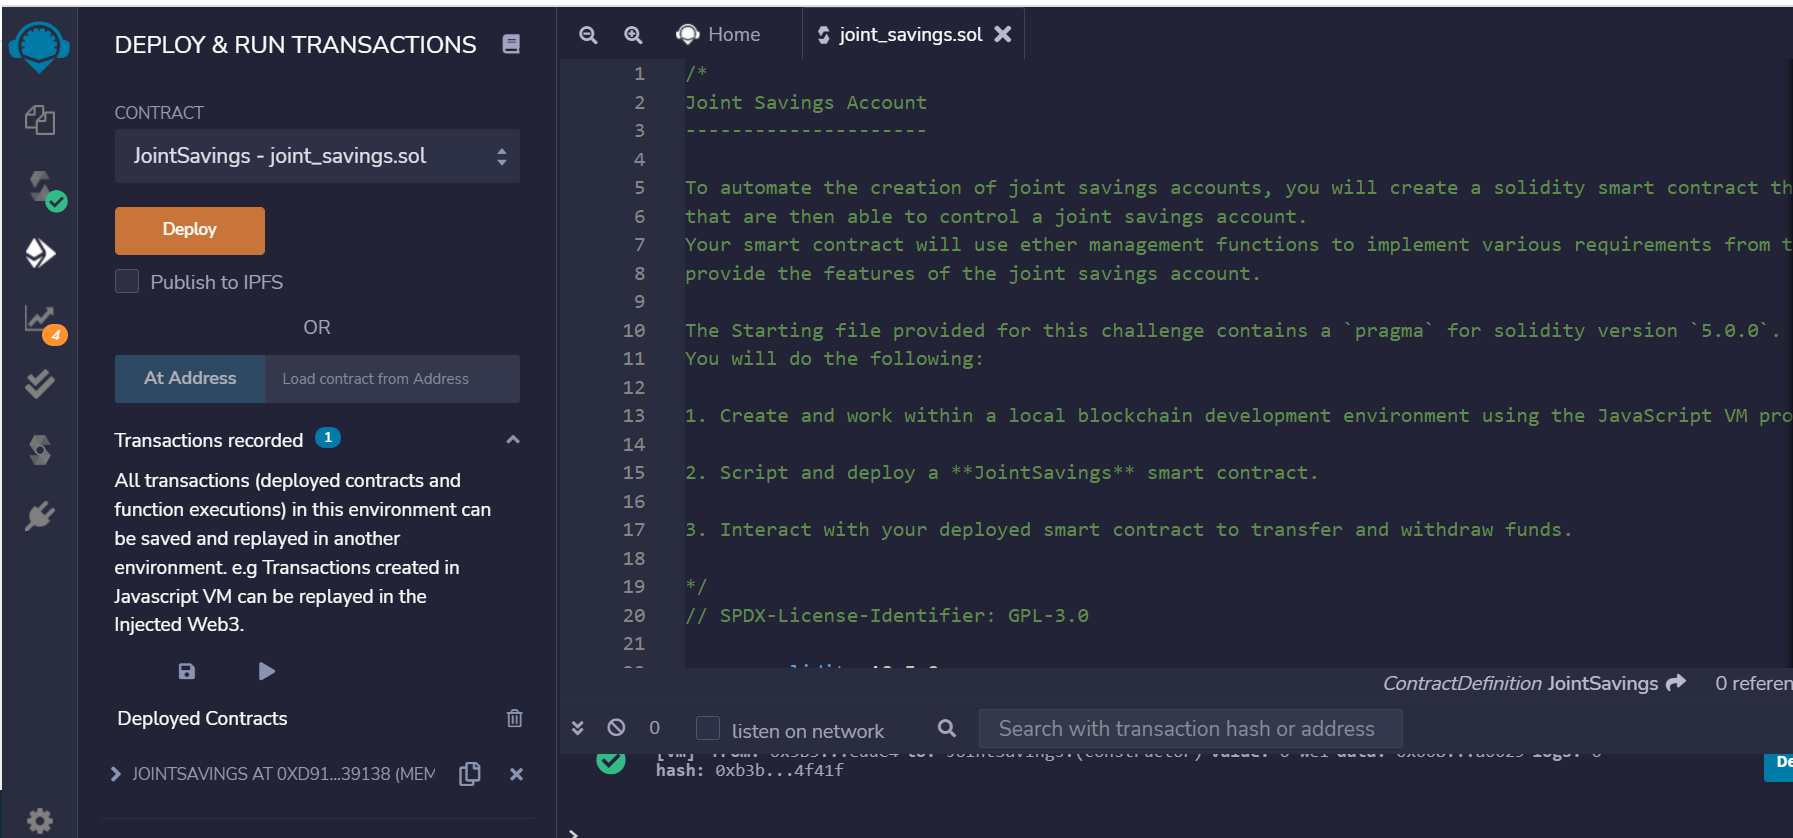 DEPLOY & RUN TRANSACTIONS
CONTRACT
JointSavings - joint_savings.sol
Deploy
Publish to IPFS
OR
At Address
Load contract from Address
4
Transactions recorded 1
All transactions (deployed contracts and
function executions) in this environment can
be saved and replayed in another
environment. e.g Transactions created in
Javascript VM can be replayed in the
Injected Web3.
Deployed Contracts
JOINTSAVINGS AT 0XD91...39138 (MEM
Home
joint_savings.sol
1 /*
2 Joint Savings Account
3 ---------------------
4
5 To automate the creation of joint savings accounts, you will create a solidity smart contract th
6 that are then able to control a joint savings account.
7 Your smart contract will use ether management functions to implement various requirements from t
8 provide the features of the joint savings account.
9
10 The Starting file provided for this challenge contains a `pragma` for solidity version `5.0.0`.
11 You will do the following:
12
13 1. Create and work within a local blockchain development environment using the JavaScript VM pro
14
15 2. Script and deploy a **JointSavings** smart contract.
16
17 3. Interact with your deployed smart contract to transfer and withdraw funds.
18
19 */
20 // SPDX-License-Identifier: GPL-3.0
21
ContractDefinition JointSavings 0 referen
0
listen on network
Search with transaction hash or address
hash: 0xb3b...4f41f
De